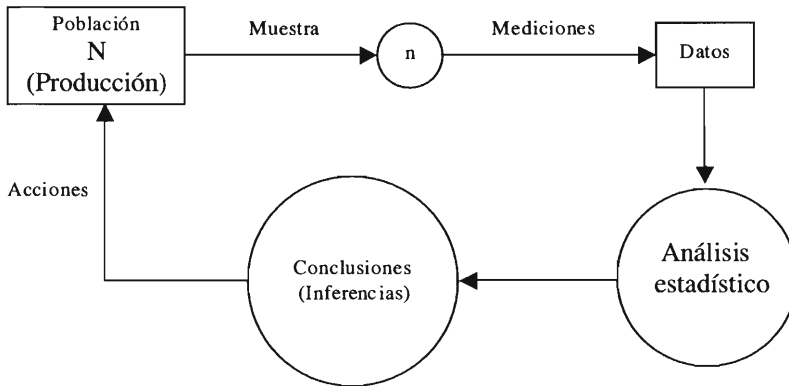 Población
N
(Producción)
Muestra
n
Mediciones
Datos
Acciones
Conclusiones
(Inferencias)
Análisis
estadístico